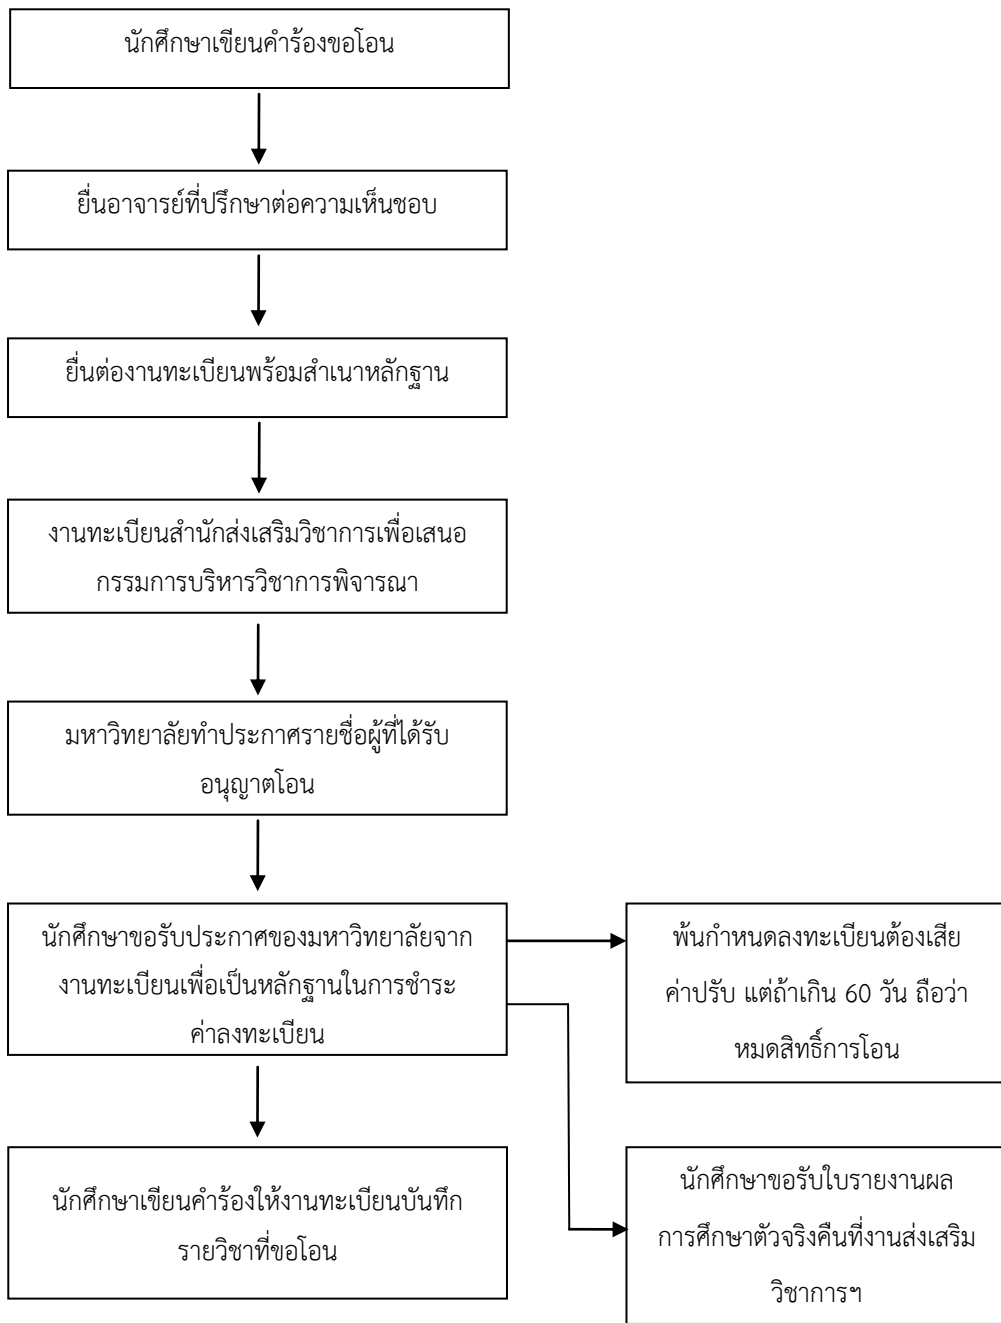 นักศึกษาเขียนคำร้องขอโอน
ยื่นอาจารย์ที่ปรึกษาต่อความเห็นชอบ
ยื่นต่องานทะเบียนพร้อมสำเนาหลักฐาน
งานทะเบียนสำนักส่งเสริมวิชาการเพื่อเสนอ
กรรมการบริหารวิชาการพิจารณา
มหาวิทยาลัยทำประกาศรายชื่อผู้ที่ได้รับ
อนุญาตโอน
นักศึกษาขอรับประกาศของมหาวิทยาลัยจาก
งานทะเบียนเพื่อเป็นหลักฐานในการชำระ
ค่าลงทะเบียน
พ้นกำหนดลงทะเบียนต้องเสีย
ค่าปรับ แต่ถ้าเกิน 60 วัน ถือว่า
หมดสิทธิ์การโอน
นักศึกษาเขียนคำร้องให้งานทะเบียนบันทึก
รายวิชาที่ขอโอน
นักศึกษาขอรับใบรายงานผล
การศึกษาตัวจริงคืนที่งานส่งเสริม
วิชาการฯ